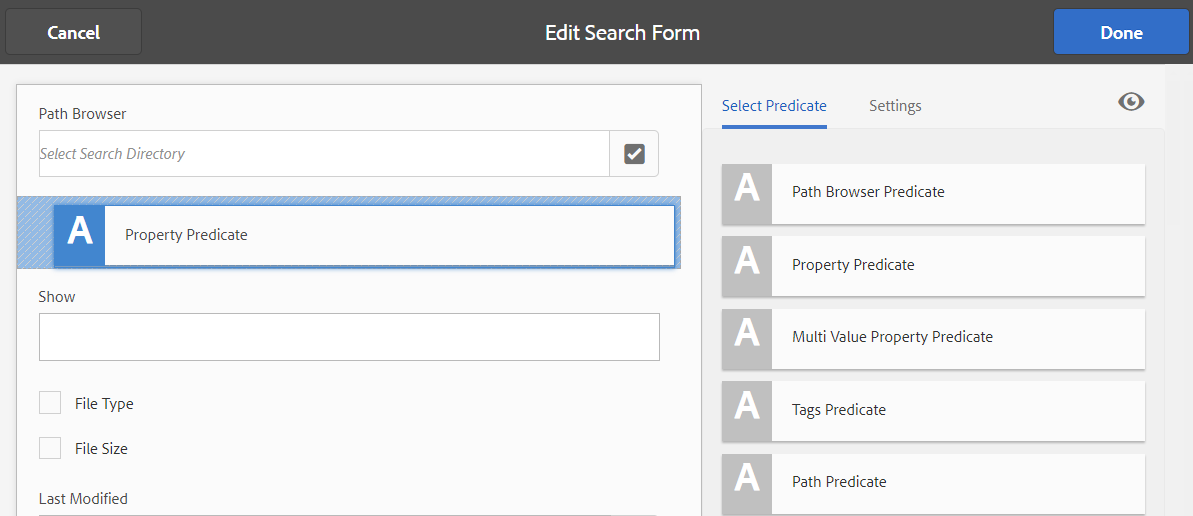 Cancel
Edit Search Form
Done
Path Browser
Select Search Directory
A
Property Predicate
Show
File Type
File Size
Last Modified
Select Predicate
Settings
A
Path Browser Predicate
A
Property Predicate
A
Multi Value Property Predicate
A
Tags Predicate
A
Path Predicate